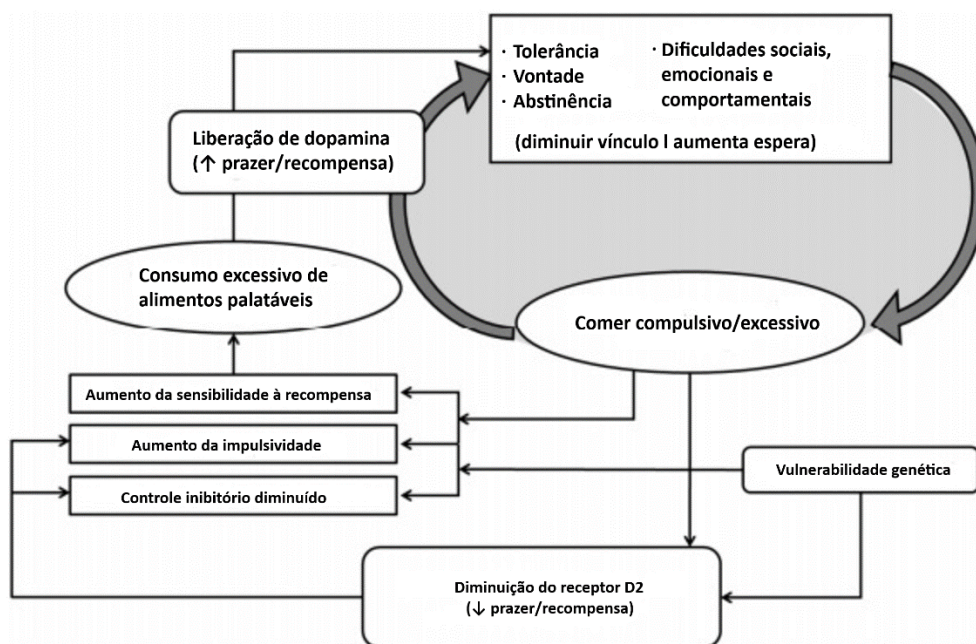 · Tolerância
· Vontade
· Abstinência
· Dificuldades sociais,
emocionais e
comportamentais
(diminuir vínculo l aumenta espera)
Liberação de dopamina
(↑ prazer/recompensa)
Consumo excessivo de
alimentos palatáveis
Comer compulsivo/excessivo
Aumento da sensibilidade à recompensa
Aumento da impulsividade
Controle inibitório diminuído
Vulnerabilidade genética
Diminuição do receptor D2
(↓ prazer/recompensa)